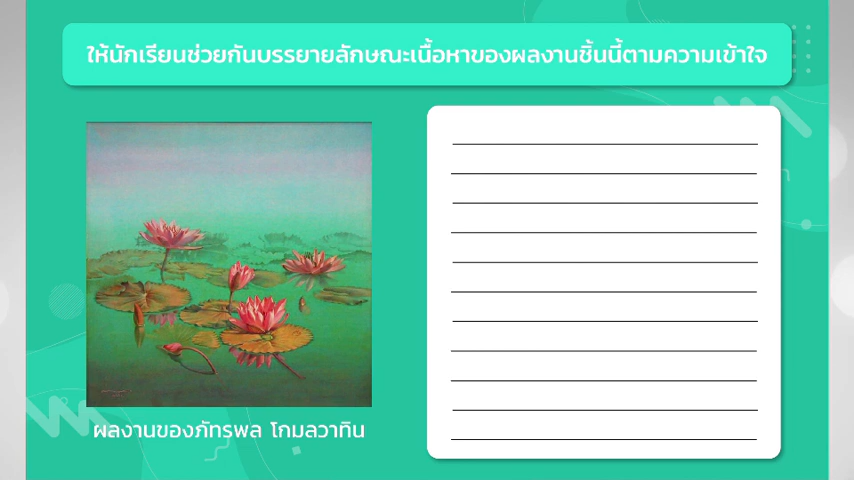 ให้นักเรียนช่วยกันบรรยายลักษณะเนื้อหาของผลงานชิ้นนี้ตามความเข้าใจ
ผลงานของภัทรพล โกมลวาทิน